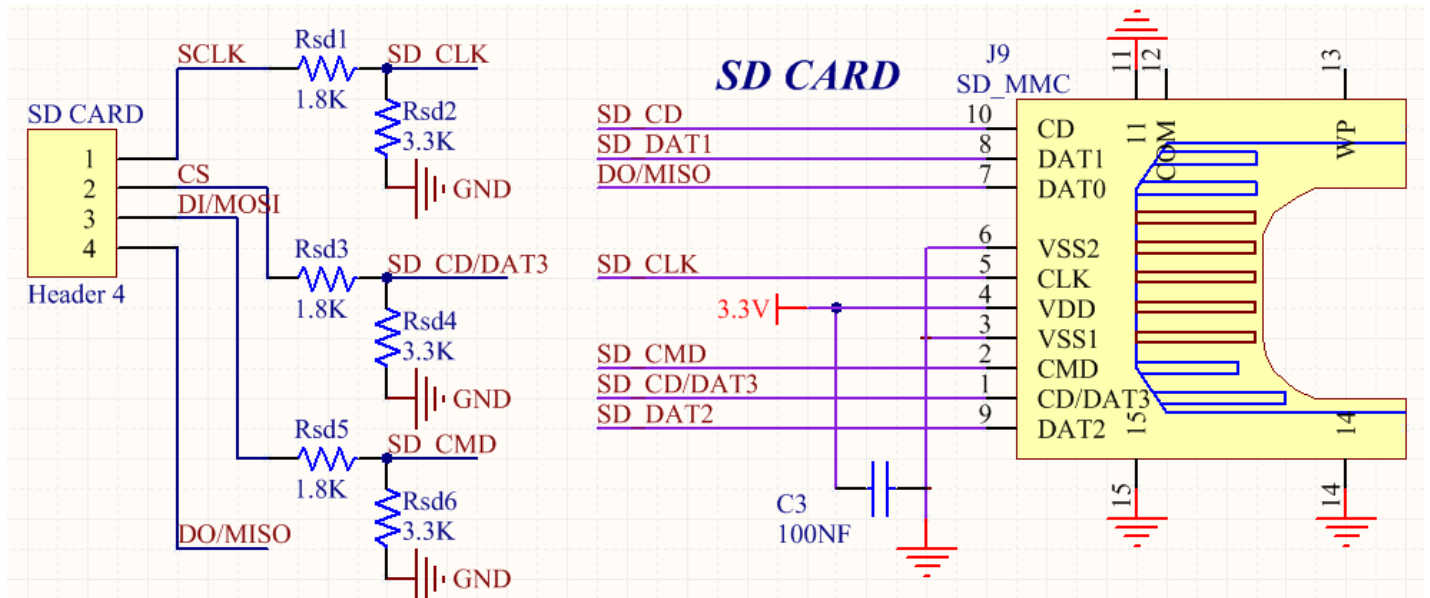 SD CARD
1
2
3
4
Header 4
SCLK
CS
DI/MOSI
DO/MISO
Rsd1
1.8K
SD_CLK
Rsd2
3.3K
GND
Rsd3
1.8K
SD_CD/DAT3
Rsd4
3.3K
GND
Rsd5
1.8K
SD_CMD
Rsd6
3.3K
GND
SD CARD
J9
SD_MMC
SD_CD 10 CD
SD_DAT1 8 DAT1
DO/MISO 7 DAT0
6 VSS2
SD_CLK 5 CLK
3.3V 4 VDD
3 VSS1
SD_CMD 2 CMD
SD_CD/DAT3 1 CD/DAT3
SD_DAT2 9 DAT2
C3
100NF
11
12
13
11
COM
WP
15
14
15
14